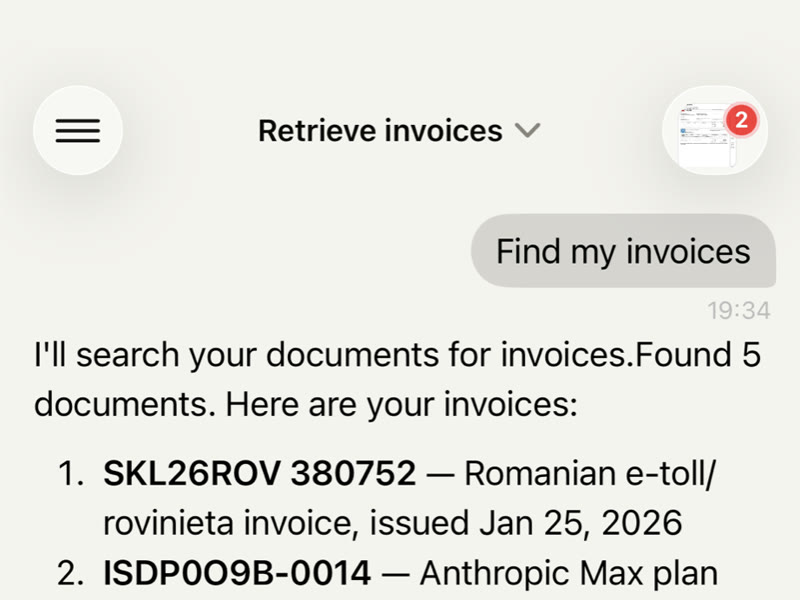 Retrieve invoices
2
Find my invoices
19:34
I'll search your documents for invoices.Found 5
documents. Here are your invoices:
1. SKL26ROV 380752 — Romanian e-toll/
rovinieta invoice, issued Jan 25, 2026
2. ISDP0O9B-0014 — Anthropic Max plan